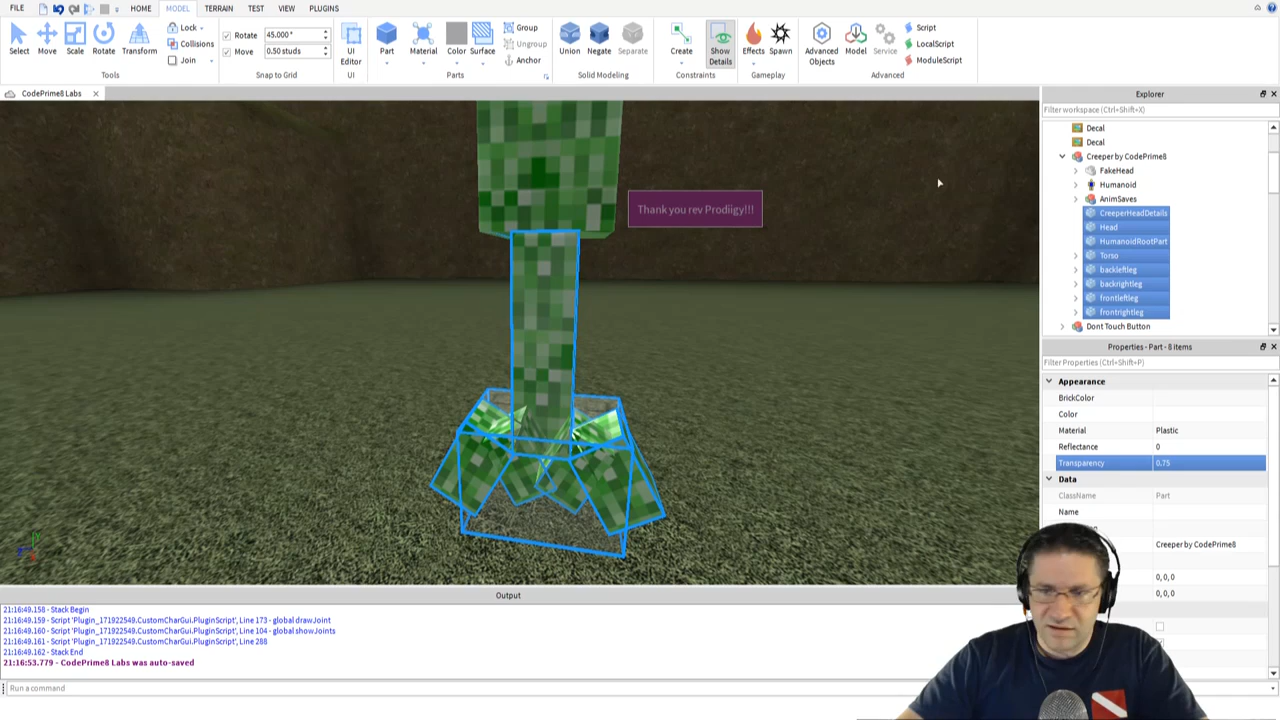 FILE HOME MODEL TERRAIN TEST VIEW PLUGINS
Select Move Scale Rotate Transform
Lock
Collisions
Join
Tools
Rotate 45.000°
Move 0.50 studs
Snap to Grid
UI
Editor
UI
Part Material Color Surface
Group
Ungroup
Anchor
Parts
Union Negate Separate
Solid Modeling
Create Show
Details
Constraints
Effects Spawn
Gameplay
Advanced
Objects
Model Service
Script
LocalScript
ModuleScript
Advanced
CodePrime8 Labs
Thank you rev Prodiigy!!!
Explorer
Filter workspace (Ctrl+Shift+X)
Decal
Decal
Creeper by CodePrime8
FakeHead
Humanoid
AnimSaves
CreeperHeadDetails
Head
HumanoidRootPart
Torso
backleftleg
backrightleg
frontleftleg
frontrightleg
Dont Touch Button
Properties - Part - 8 items
Filter Properties (Ctrl+Shift+P)
Appearance
BrickColor
Color
Material Plastic
Reflectance 0
Transparency 0.75
Data
ClassName Part
Name
Creeper by CodePrime8
0, 0, 0
0, 0, 0
Output
21:16:49.158 - Stack Begin
21:16:49.159 - Script 'Plugin_171922549.CustomCharGui.PluginScript', Line 173 - global drawJoint
21:16:49.160 - Script 'Plugin_171922549.CustomCharGui.PluginScript', Line 104 - global showJoints
21:16:49.161 - Script 'Plugin_171922549.CustomCharGui.PluginScript', Line 288
21:16:49.162 - Stack End
21:16:53.779 - CodePrime8 Labs was auto-saved
Run a command